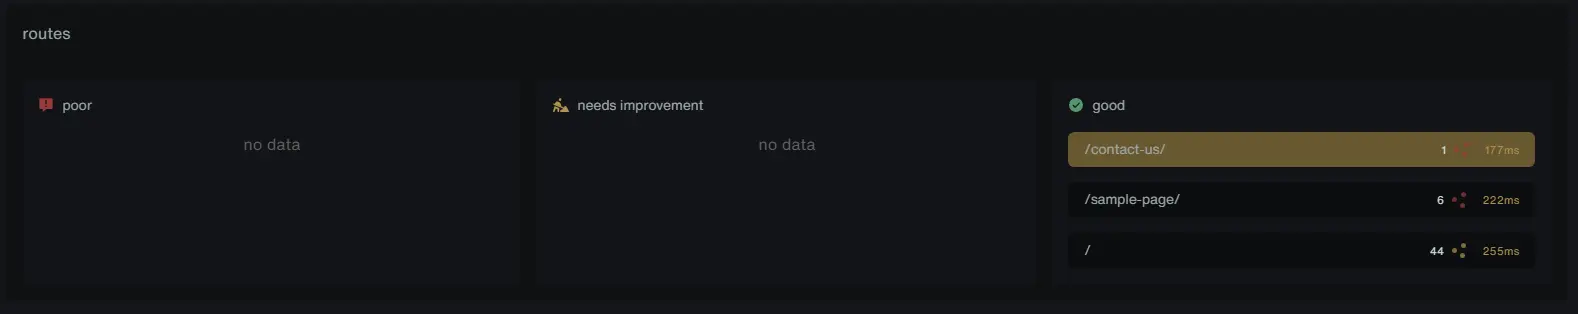 routes
poor
no data
needs improvement
no data
good
/contact-us/ 1 177ms
/sample-page/ 6 222ms
/ 44 255ms